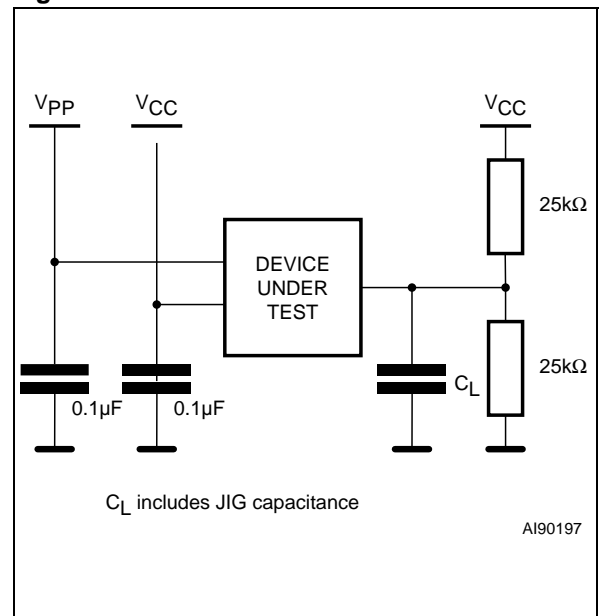 VPP
VCC
VCC
25kΩ
DEVICE
UNDER
TEST
25kΩ
CL
0.1µF
0.1µF
CL includes JIG capacitance
AI90197